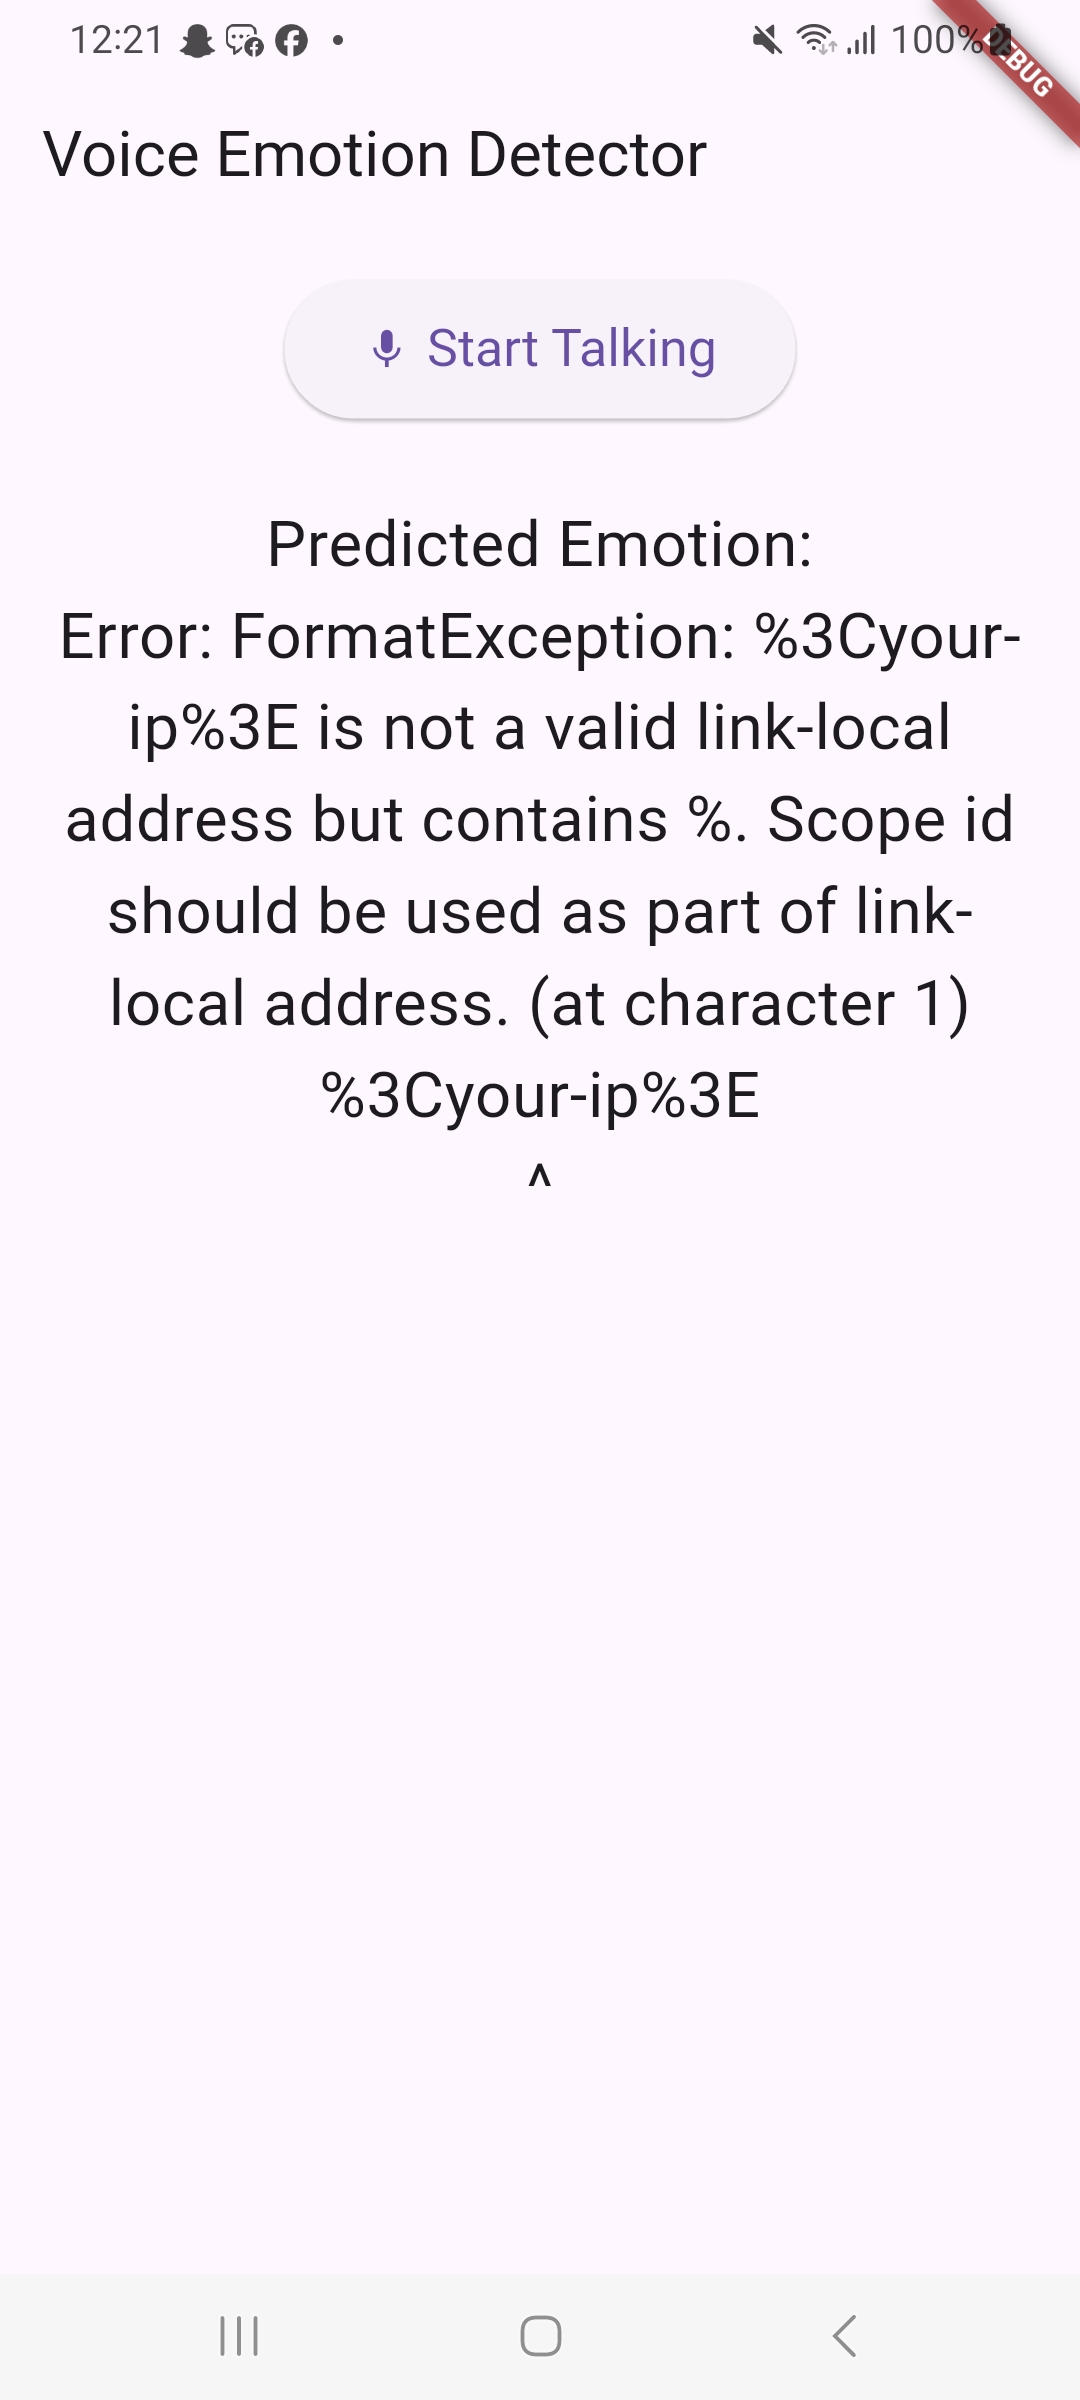 12:21
100%
DEBUG
Voice Emotion Detector
Start Talking
Predicted Emotion:
Error: FormatException: %3Cyour-
ip%3E is not a valid link-local
address but contains %. Scope id
should be used as part of link-
local address. (at character 1)
%3Cyour-ip%3E
^